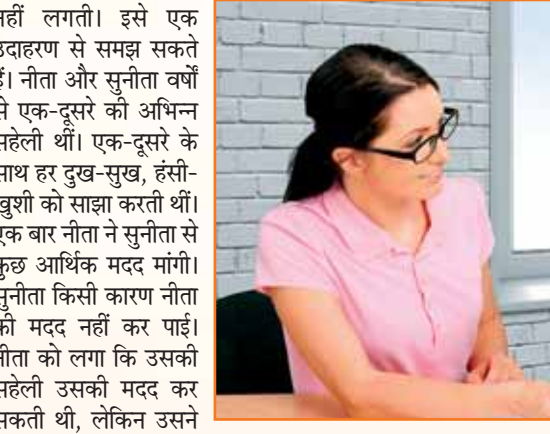 नहीं लगती। इसे एक
उदाहरण से समझ सकते
हैं। नीता और सुनीता वर्षों
से एक-दूसरे की अभिन्न
सहेली थीं। एक-दूसरे के
साथ हर दुख-सुख, हंसी-
खुशी को साझा करती थीं।
एक बार नीता ने सुनीता से
कुछ आर्थिक मदद मांगी।
सुनीता किसी कारण नीता
की मदद नहीं कर पाई।
नीता को लगा कि उसकी
सहेली उसकी मदद कर
सकती थी, लेकिन उसने